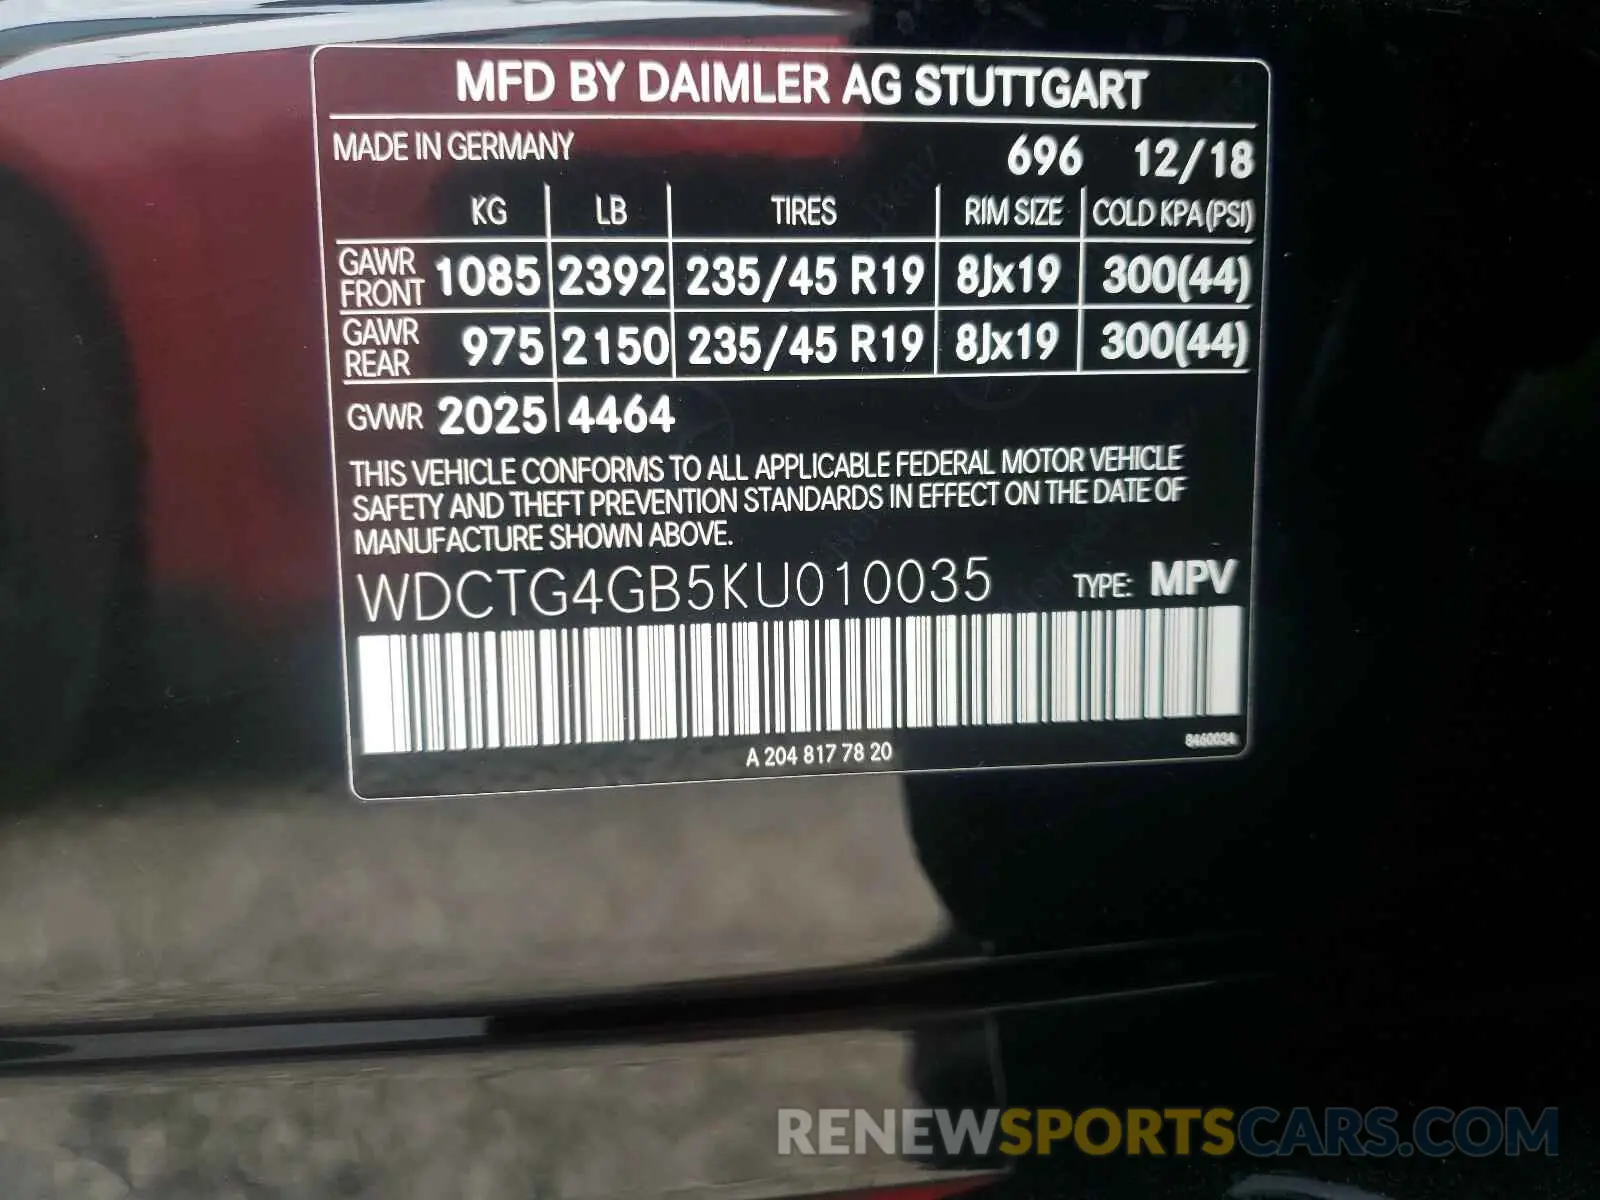 MFD BY DAIMLER AG STUTTGART
MADE IN GERMANY 696 12/18
KG LB TIRES RIM SIZE COLD KPA(PSI)
GAWR FRONT 1085 2392 235/45 R19 8Jx19 300(44)
GAWR REAR 975 2150 235/45 R19 8Jx19 300(44)
GVWR 2025 4464
THIS VEHICLE CONFORMS TO ALL APPLICABLE FEDERAL MOTOR VEHICLE
SAFETY AND THEFT PREVENTION STANDARDS IN EFFECT ON THE DATE OF
MANUFACTURE SHOWN ABOVE.
WDCTG4GB5KU010035 TYPE: MPV
A 204 817 78 20 8460034
RENEWSPORTSCARS.COM